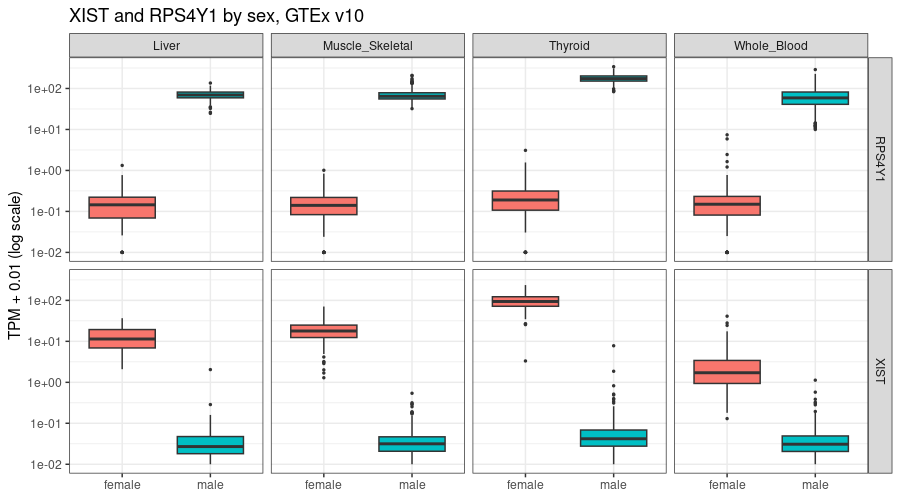 XIST and RPS4Y1 by sex, GTEx v10
Liver
Muscle_Skeletal
Thyroid
Whole_Blood
TPM + 0.01 (log scale)
1e+02
1e+01
1e+00
1e-01
1e-02
RPS4Y1
1e+02
1e+01
1e+00
1e-01
1e-02
XIST
female
male
female
male
female
male
female
male